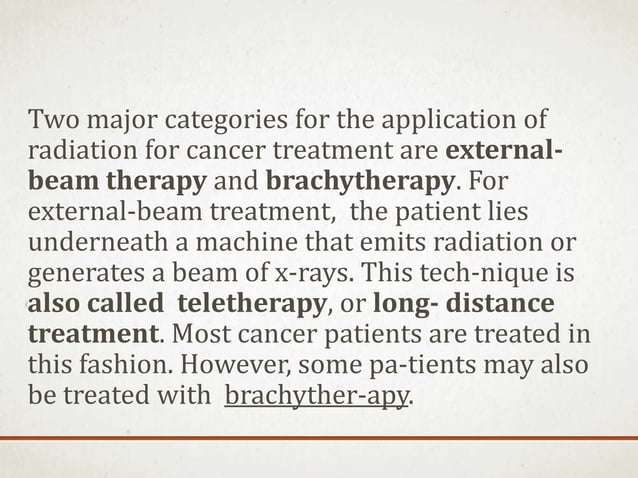 Two major categories for the application of
radiation for cancer treatment are external-
beam therapy and brachytherapy. For
external-beam treatment,  the patient lies
underneath a machine that emits radiation or
generates a beam of x-rays. This tech-nique is
also called  teletherapy, or long- distance
treatment. Most cancer patients are treated in
this fashion. However, some pa-tients may also
be treated with  brachyther-apy.